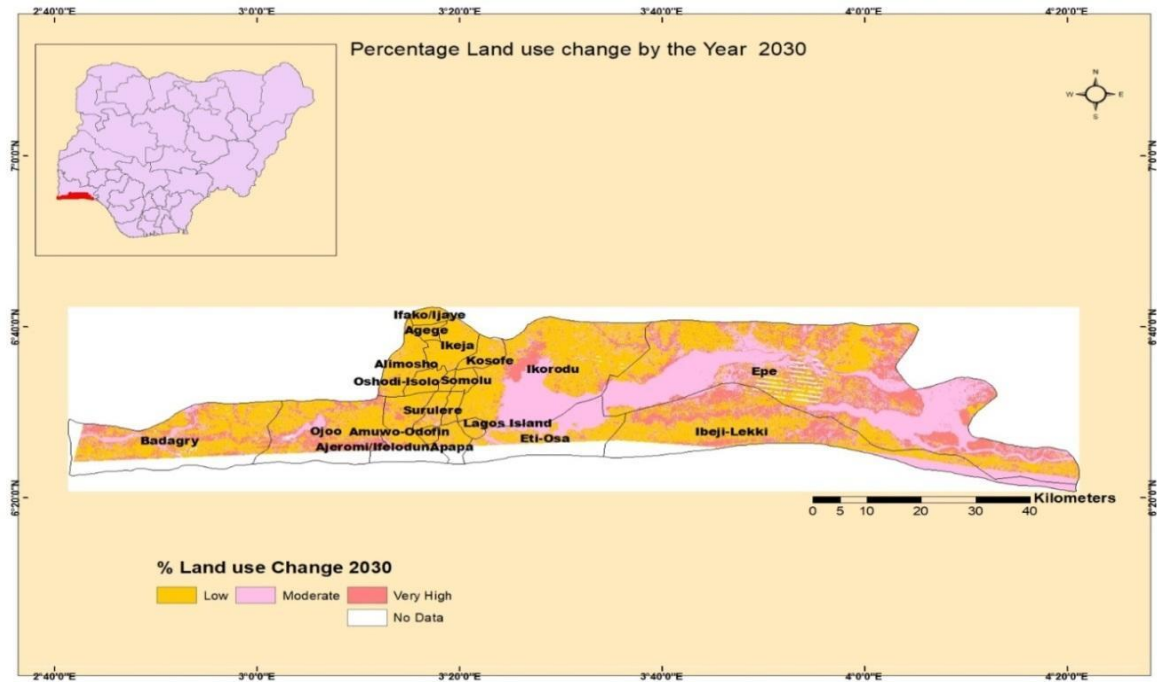 2°40'0"E 3°0'0"E 3°20'0"E 3°40'0"E 4°0'0"E 4°20'0"E
Percentage Land use change by the Year 2030
N
W E
S
7°0'0"N 7°0'0"N
6°40'0"N 6°40'0"N
Ifako/Ijaye
Agege
Ikeja
Kosofe
Alimosho
Ikorodu
Epe
Oshodi-Isolo Somolu
Surulere
Lagos Island
Ojoo Amuwo-Odofin
Ibeji-Lekki
Badagry
Eti-Osa
Ajeromi/Ifelodun Apapa
6°20'0"N 6°20'0"N
Kilometers
0 5 10 20 30 40
% Land use Change 2030
Low Moderate Very High
No Data
2°40'0"E 3°0'0"E 3°20'0"E 3°40'0"E 4°0'0"E 4°20'0"E